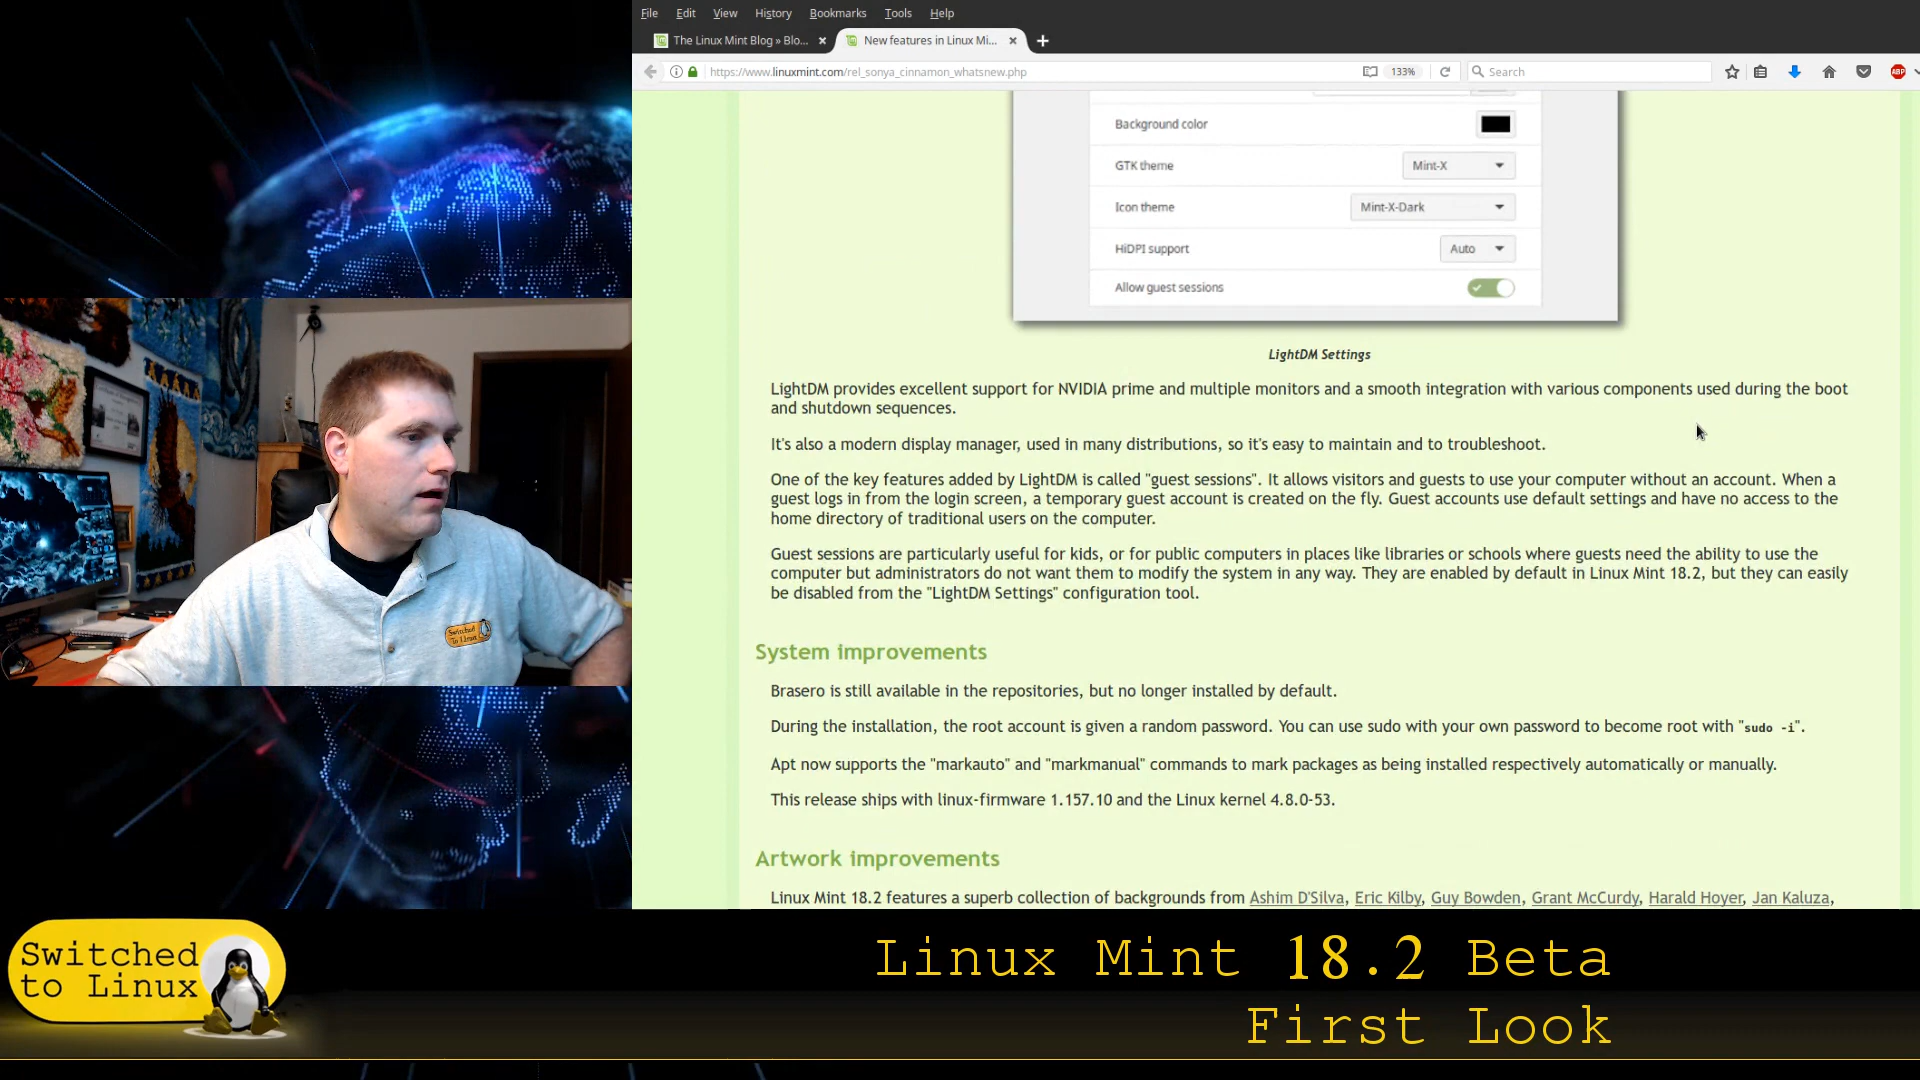 File Edit View History Bookmarks Tools Help
The Linux Mint Blog » Blo... New features in Linux Mi...
https://www.linuxmint.com/rel_sonya_cinnamon_whatsnew.php 133% Search ABP
Background color
GTK theme Mint-X
Icon theme Mint-X-Dark
HiDPI support Auto
Allow guest sessions
LightDM Settings
LightDM provides excellent support for NVIDIA prime and multiple monitors and a smooth integration with various components used during the boot
and shutdown sequences.
It's also a modern display manager, used in many distributions, so it's easy to maintain and to troubleshoot.
One of the key features added by LightDM is called "guest sessions". It allows visitors and guests to use your computer without an account. When a
guest logs in from the login screen, a temporary guest account is created on the fly. Guest accounts use default settings and have no access to the
home directory of traditional users on the computer.
Guest sessions are particularly useful for kids, or for public computers in places like libraries or schools where guests need the ability to use the
computer but administrators do not want them to modify the system in any way. They are enabled by default in Linux Mint 18.2, but they can easily
be disabled from the "LightDM Settings" configuration tool.
System improvements
Brasero is still available in the repositories, but no longer installed by default.
During the installation, the root account is given a random password. You can use sudo with your own password to become root with "sudo -i".
Apt now supports the "markauto" and "markmanual" commands to mark packages as being installed respectively automatically or manually.
This release ships with linux-firmware 1.157.10 and the Linux kernel 4.8.0-53.
Artwork improvements
Linux Mint 18.2 features a superb collection of backgrounds from Ashim D'Silva, Eric Kilby, Guy Bowden, Grant McCurdy, Harald Hoyer, Jan Kaluza,
Switched
To Linux
Switched
to Linux
Linux Mint 18.2 Beta
First Look